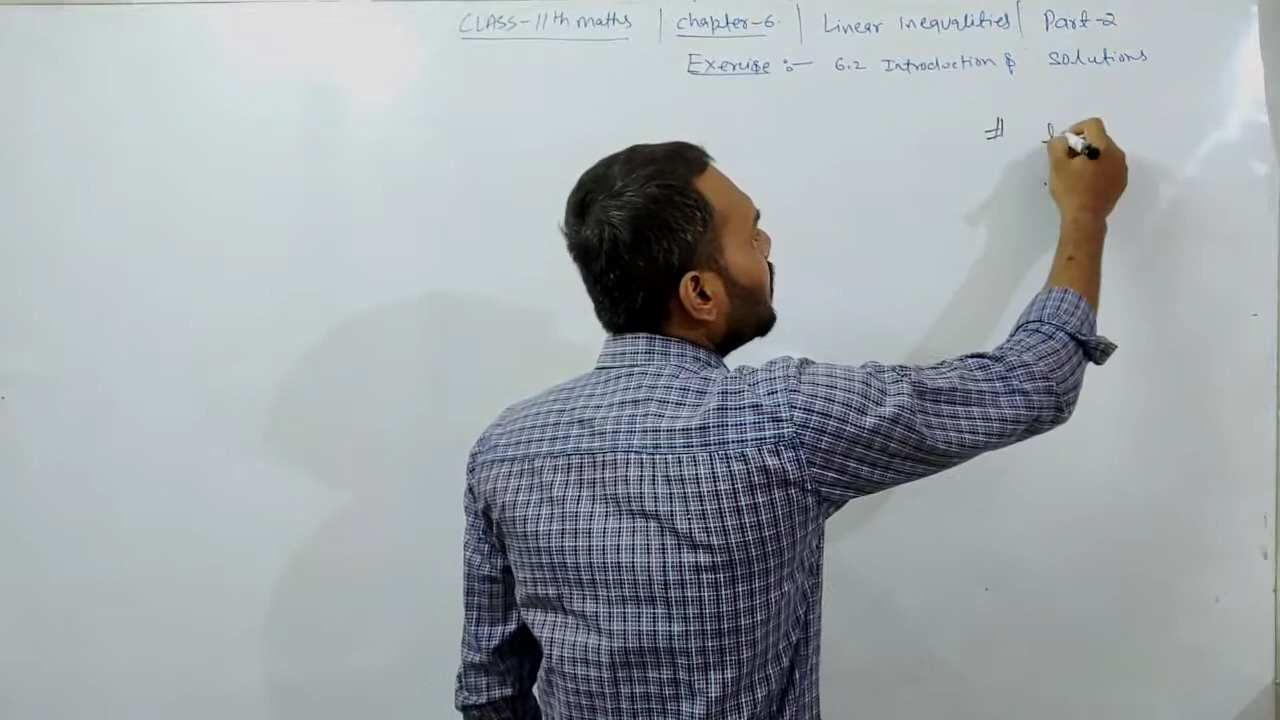 CLASS-11th maths | chapter-6. | Linear inequalities | Part-2
Exercise :- 6.2 Introduction & solutions
#